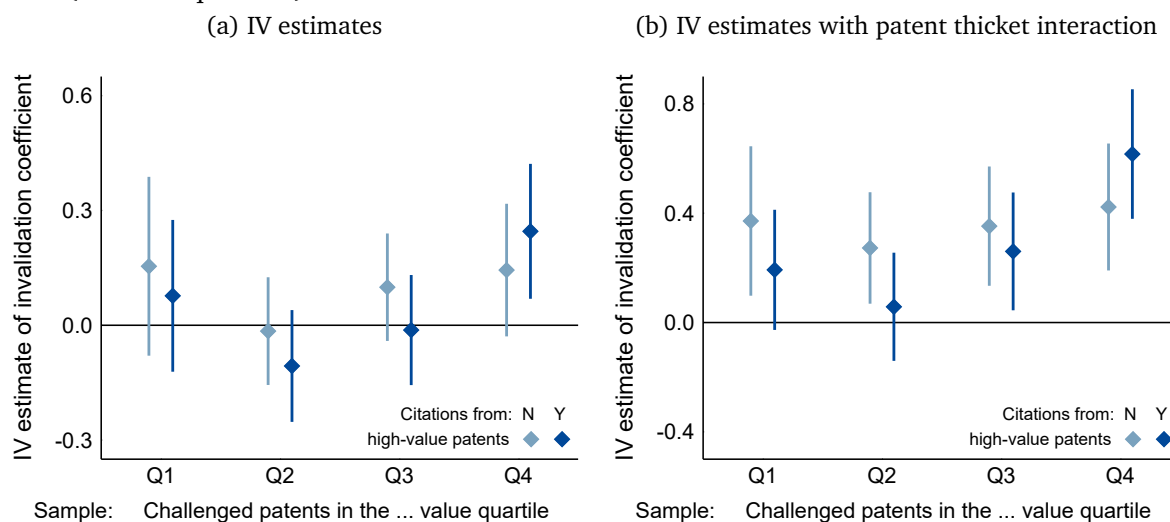 (a) IV estimates
IV estimate of invalidation coefficient
0.6
0.3
0.0
-0.3
Citations from: N Y
high-value patents
Q1 Q2 Q3 Q4
Sample: Challenged patents in the ... value quartile
(b) IV estimates with patent thicket interaction
IV estimate of invalidation coefficient
0.8
0.4
0.0
-0.4
Citations from: N Y
high-value patents
Q1 Q2 Q3 Q4
Sample: Challenged patents in the ... value quartile